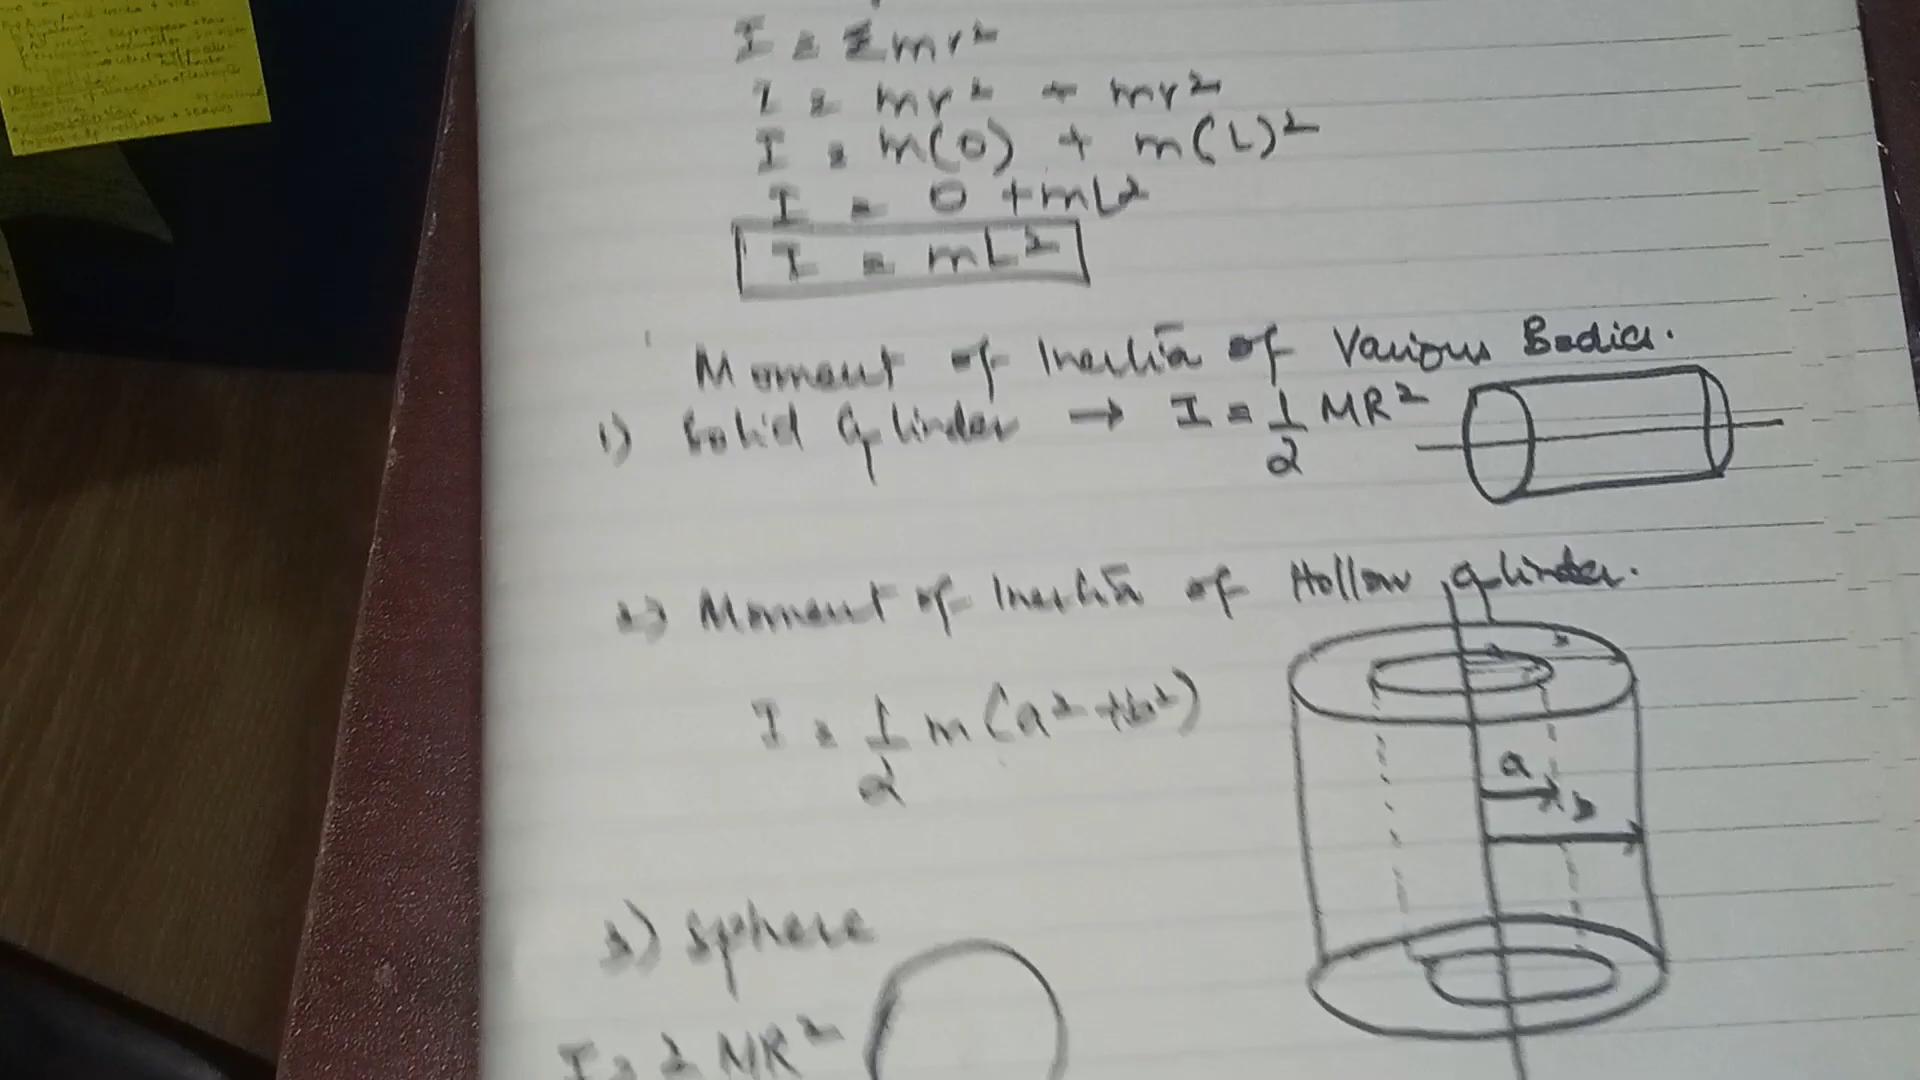 I = Σmr²
I = mr² + mr²
I = m(0) + m(L)²
I = 0 + mL²
I = mL²
Moment of Inertia of Various Bodies.
1) Solid Cylinder → I = 1/2 MR²
2) Moment of Inertia of Hollow Cylinder.
I = 1/2 m(a²+b²)
a
b
3) Sphere
I = 2 MR²